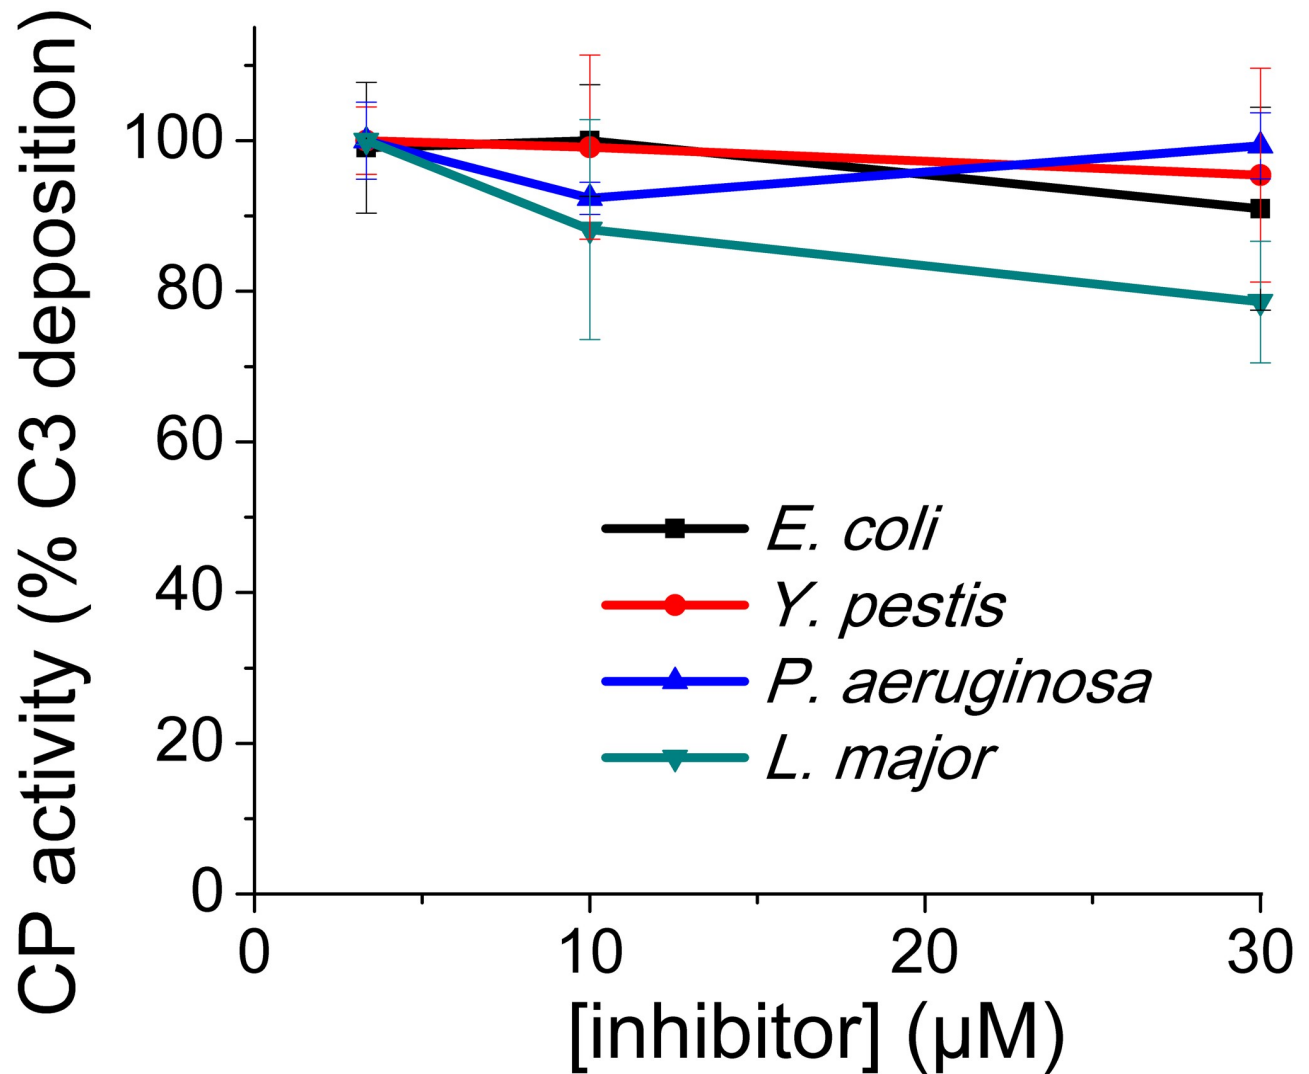 CP activity (% C3 deposition)
100
80
60
40
20
0
E. coli
Y. pestis
P. aeruginosa
L. major
0 10 20 30
[inhibitor] (µM)